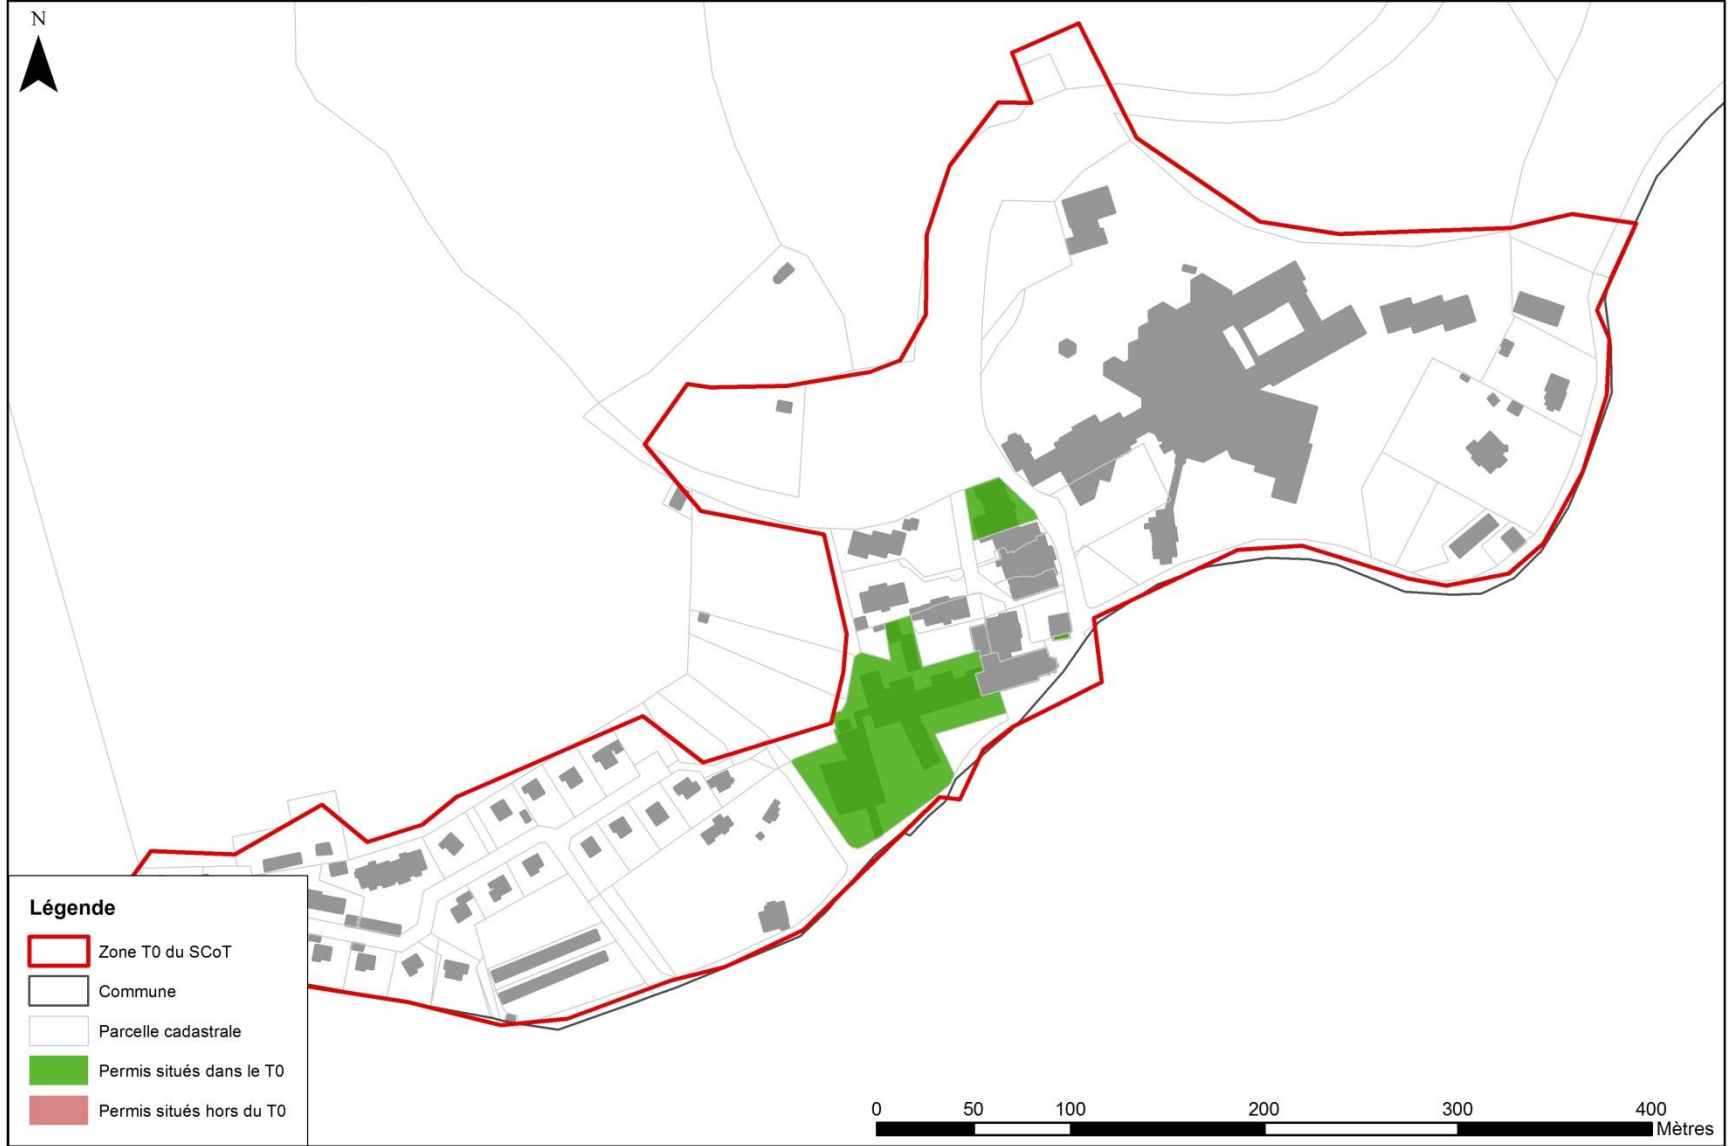 N
Légende
Zone T0 du SCoT
Commune
Parcelle cadastrale
Permis situés dans le T0
Permis situés hors du T0
0 50 100 200 300 400
Mètres